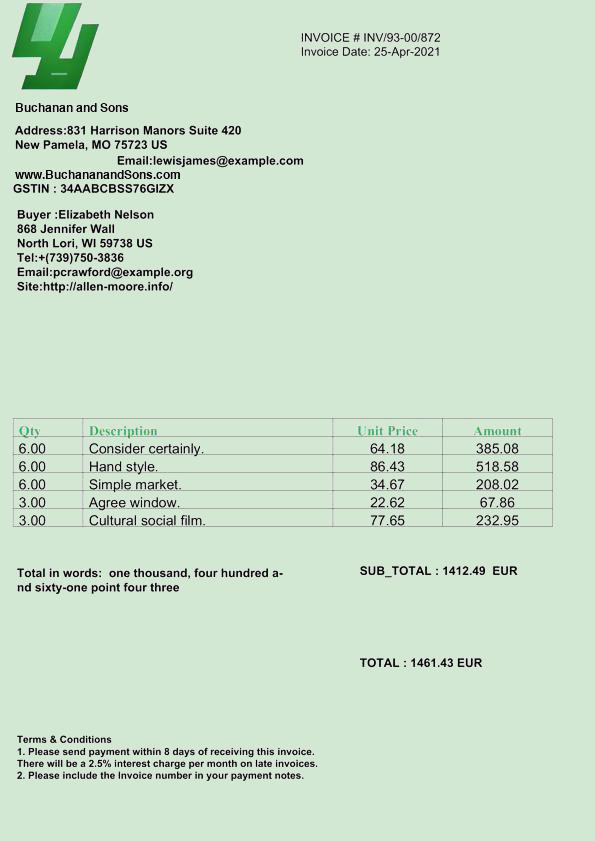 INVOICE # INV/93-00/872
Invoice Date: 25-Apr-2021
Buchanan and Sons
Address:831 Harrison Manors Suite 420
New Pamela, MO 75723 US
Email:lewisjames@example.com
www.BuchananandSons.com
GSTIN : 34AABCBSS76GIZX
Buyer :Elizabeth Nelson
868 Jennifer Wall
North Lori, WI 59738 US
Tel:+(739)750-3836
Email:pcrawford@example.org
Site:http://allen-moore.info/
Qty Description Unit Price Amount
6.00 Consider certainly. 64.18 385.08
6.00 Hand style. 86.43 518.58
6.00 Simple market. 34.67 208.02
3.00 Agree window. 22.62 67.86
3.00 Cultural social film. 77.65 232.95
Total in words:  one thousand, four hundred a-
nd sixty-one point four three
SUB_TOTAL : 1412.49  EUR
TOTAL : 1461.43 EUR
Terms & Conditions
1. Please send payment within 8 days of receiving this invoice.
There will be a 2.5% interest charge per month on late invoices.
2. Please include the Invoice number in your payment notes.